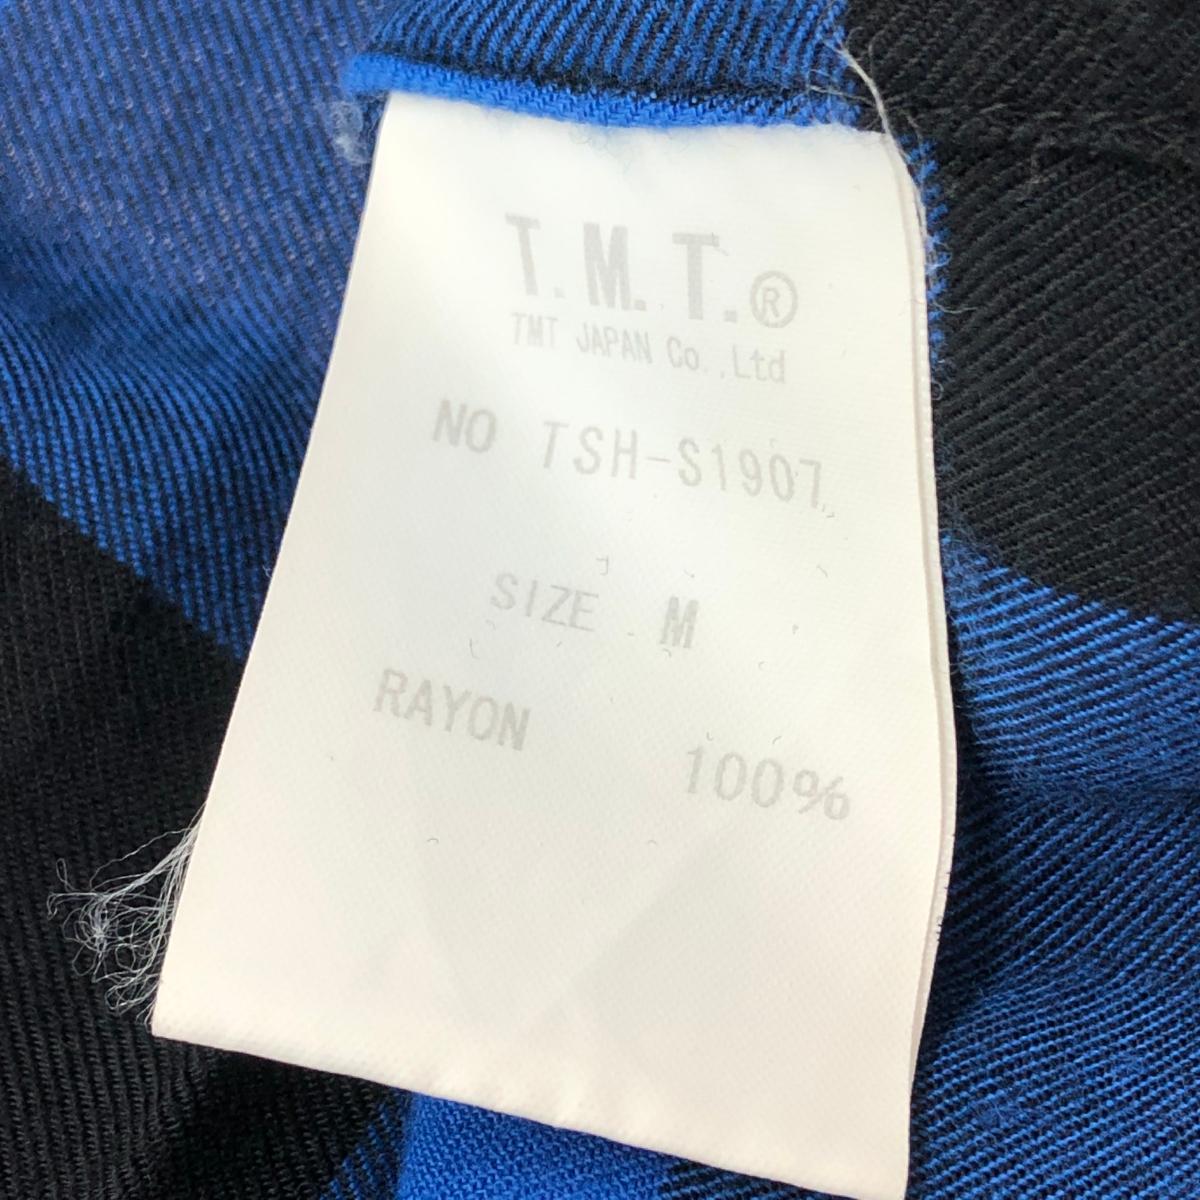 T.M.T.®
TMT JAPAN Co.,Ltd
NO TSH-S1907
SIZE M
RAYON 100%